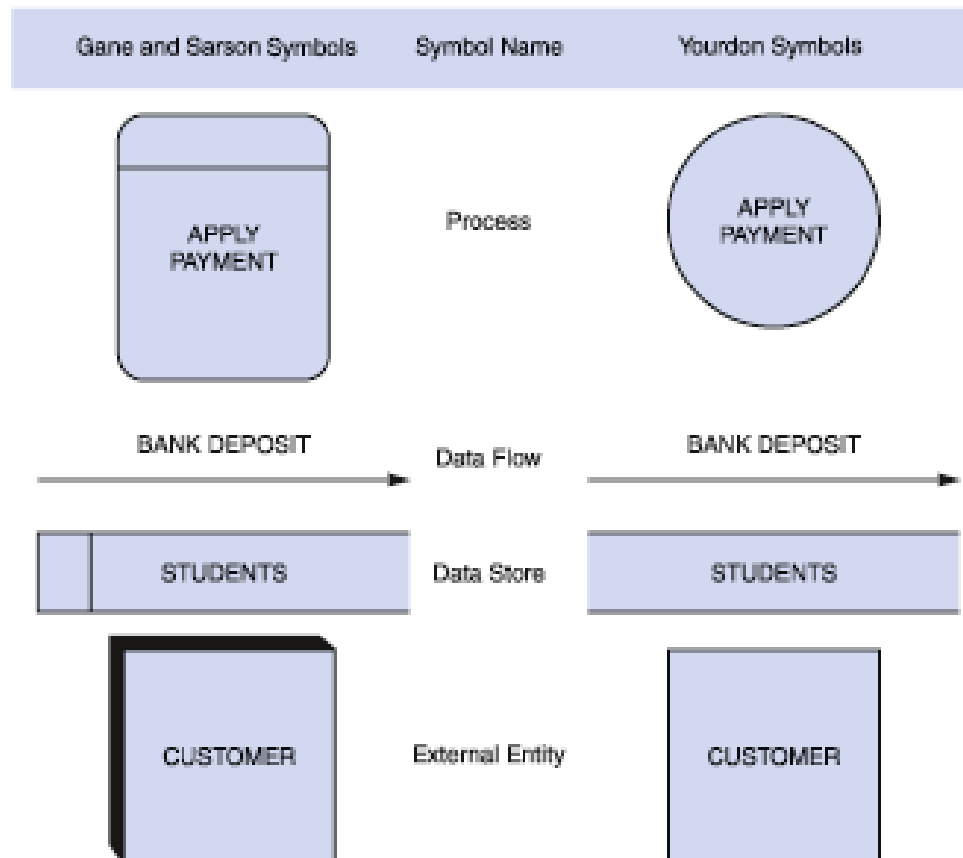 Gane and Sarson Symbols
Symbol Name
Yourdon Symbols
APPLY
PAYMENT
Process
APPLY
PAYMENT
BANK DEPOSIT
Data Flow
BANK DEPOSIT
STUDENTS
Data Store
STUDENTS
CUSTOMER
External Entity
CUSTOMER